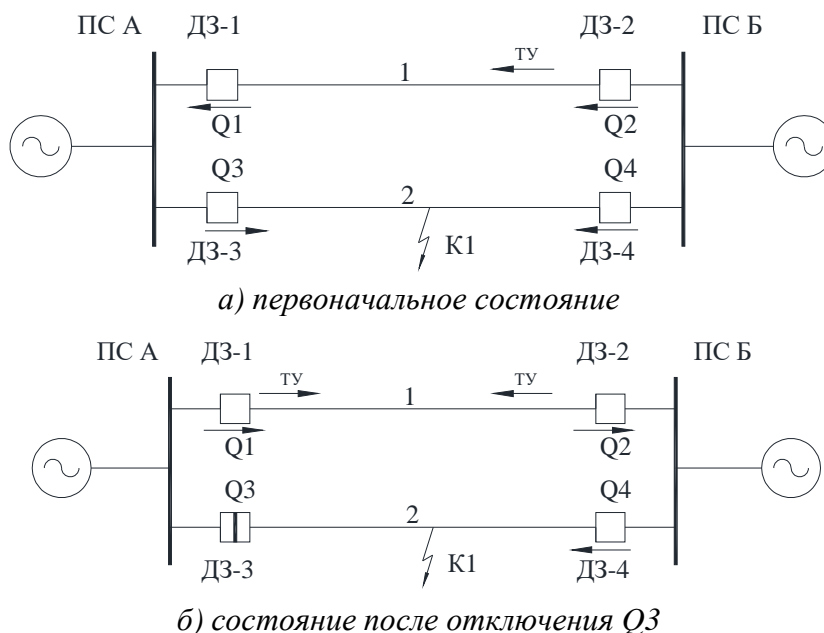 ПС А ДЗ-1 ДЗ-2 ПС Б
1 ТУ
Q1 Q2
Q3 Q4
2
ДЗ-3 К1 ДЗ-4
а) первоначальное состояние
ПС А ДЗ-1 ДЗ-2 ПС Б
ТУ 1 ТУ
Q1 Q2
Q3 Q4
2
ДЗ-3 К1 ДЗ-4
б) состояние после отключения Q3